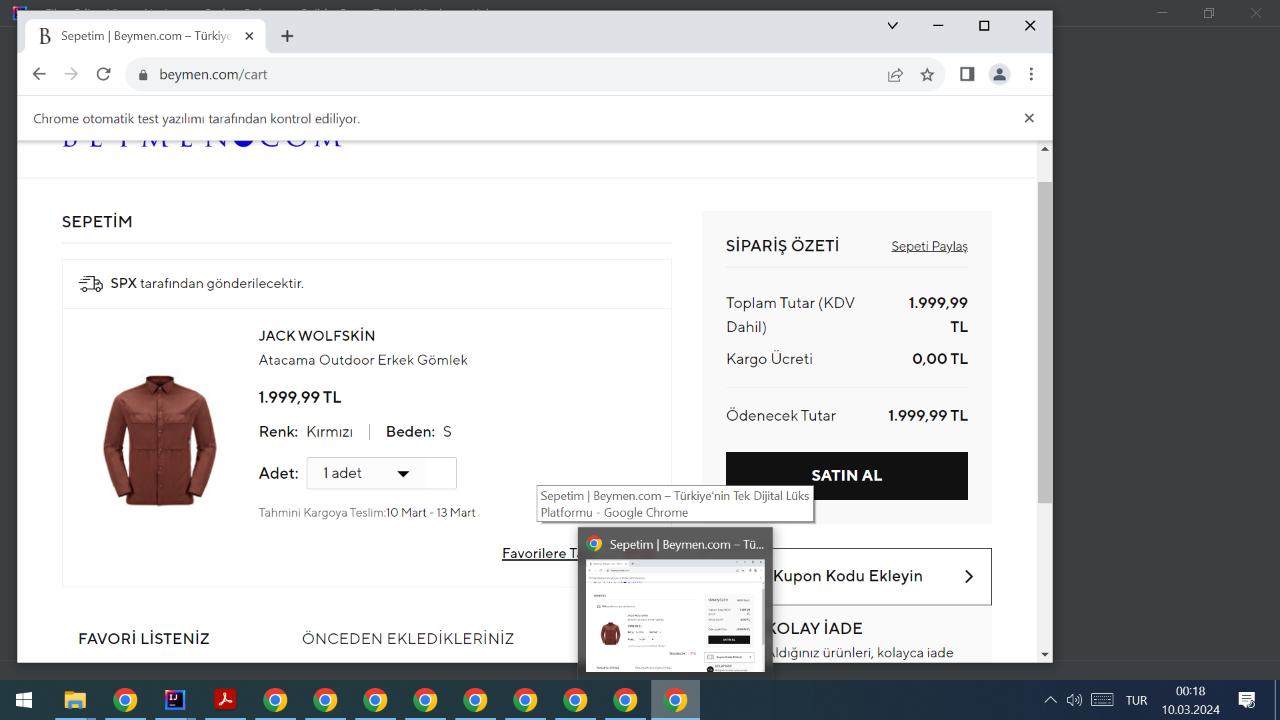 Sepetim | Beymen.com – Türkiye
beymen.com/cart
Chrome otomatik test yazılımı tarafından kontrol ediliyor.
BEYMEN.COM
SEPETİM
SPX tarafından gönderilecektir.
JACK WOLFSKİN
Atacama Outdoor Erkek Gömlek
1.999,99 TL
Renk: Kırmızı | Beden: S
Adet: 1 adet
Tahmini Kargoya Teslim:10 Mart - 13 Mart
Favorilere Ta
FAVORİ LİSTENİZ
ÖNCEDEN EKLEDİKLERİNİZ
SİPARİŞ ÖZETİ
Sepeti Paylaş
Toplam Tutar (KDV 1.999,99
Dahil) TL
Kargo Ücreti 0,00 TL
Ödenecek Tutar 1.999,99 TL
SATIN AL
Sepetim | Beymen.com – Türkiye'nin Tek Dijital Lüks
Platformu - Google Chrome
Sepetim | Beymen.com – Tü...
Kupon Kodu Ekleyin
KOLAY İADE
Aldığınız ürünleri, kolayca iade
TUR
00:18
10.03.2024